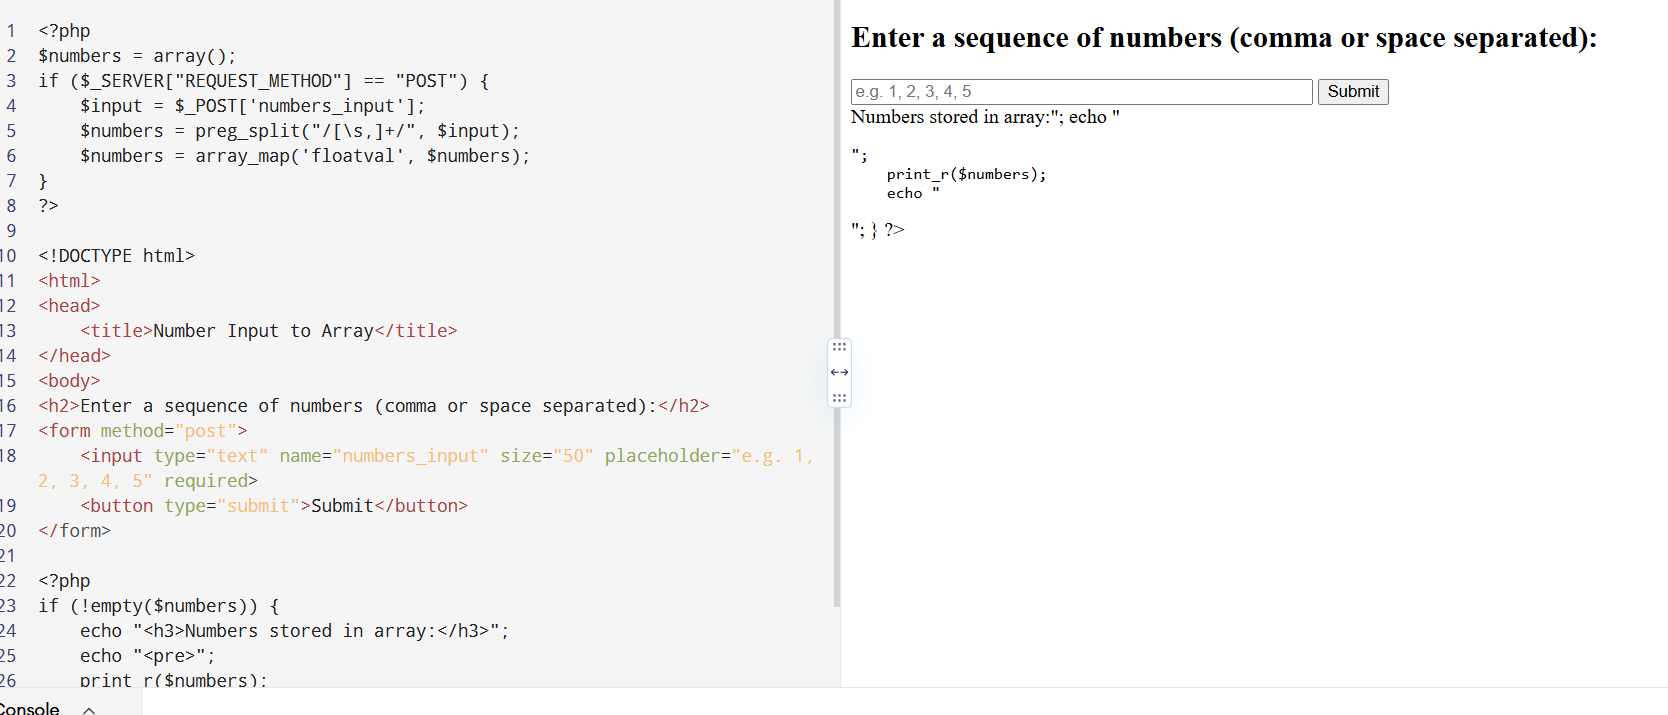 1 <?php
2 $numbers = array();
3 if ($_SERVER["REQUEST_METHOD"] == "POST") {
4 $input = $_POST['numbers_input'];
5 $numbers = preg_split("/[\s,]+/", $input);
6 $numbers = array_map('floatval', $numbers);
7 }
8 ?>
9
10 <!DOCTYPE html>
11 <html>
12 <head>
13 <title>Number Input to Array</title>
14 </head>
15 <body>
16 <h2>Enter a sequence of numbers (comma or space separated):</h2>
17 <form method="post">
18 <input type="text" name="numbers_input" size="50" placeholder="e.g. 1,
2, 3, 4, 5" required>
19 <button type="submit">Submit</button>
20 </form>
21
22 <?php
23 if (!empty($numbers)) {
24 echo "<h3>Numbers stored in array:</h3>";
25 echo "<pre>";
26 print_r($numbers);
Console
Enter a sequence of numbers (comma or space separated):
e.g. 1, 2, 3, 4, 5 Submit
Numbers stored in array:"; echo "
";
print_r($numbers);
echo "
"; } ?>